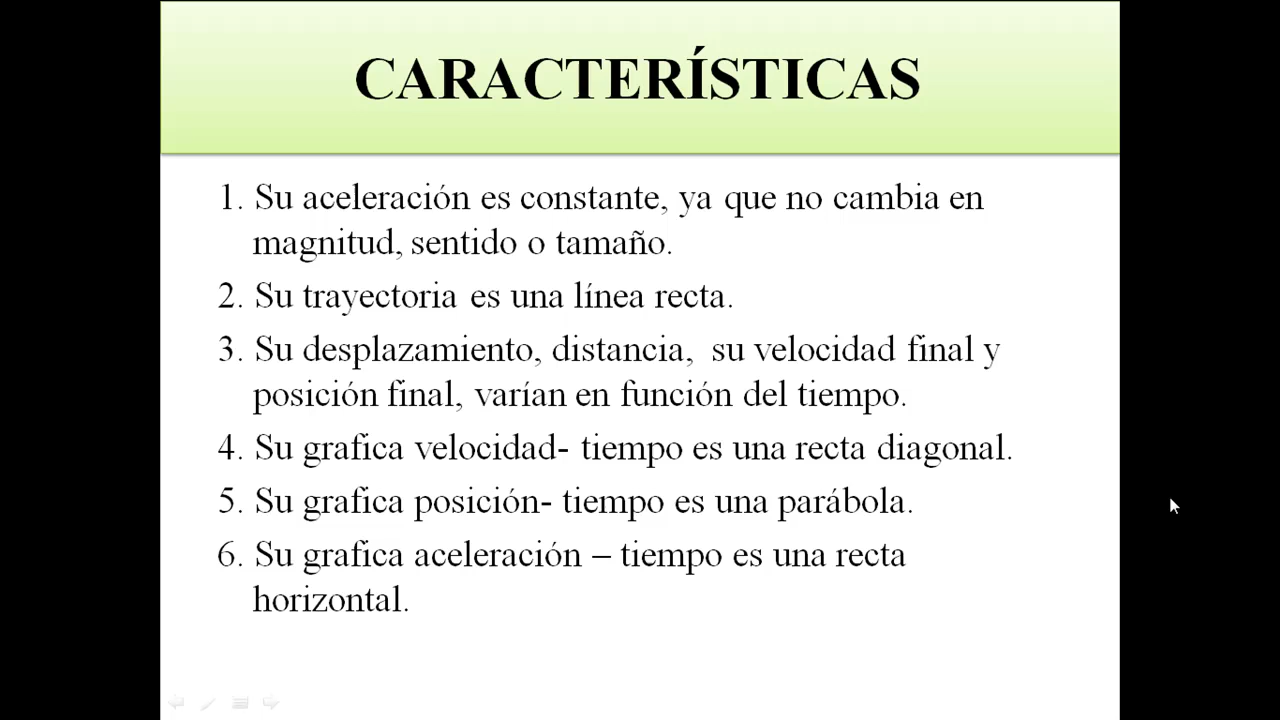 CARACTERÍSTICAS
1. Su aceleración es constante, ya que no cambia en
magnitud, sentido o tamaño.
2. Su trayectoria es una línea recta.
3. Su desplazamiento, distancia, su velocidad final y
posición final, varían en función del tiempo.
4. Su grafica velocidad- tiempo es una recta diagonal.
5. Su grafica posición- tiempo es una parábola.
6. Su grafica aceleración – tiempo es una recta
horizontal.